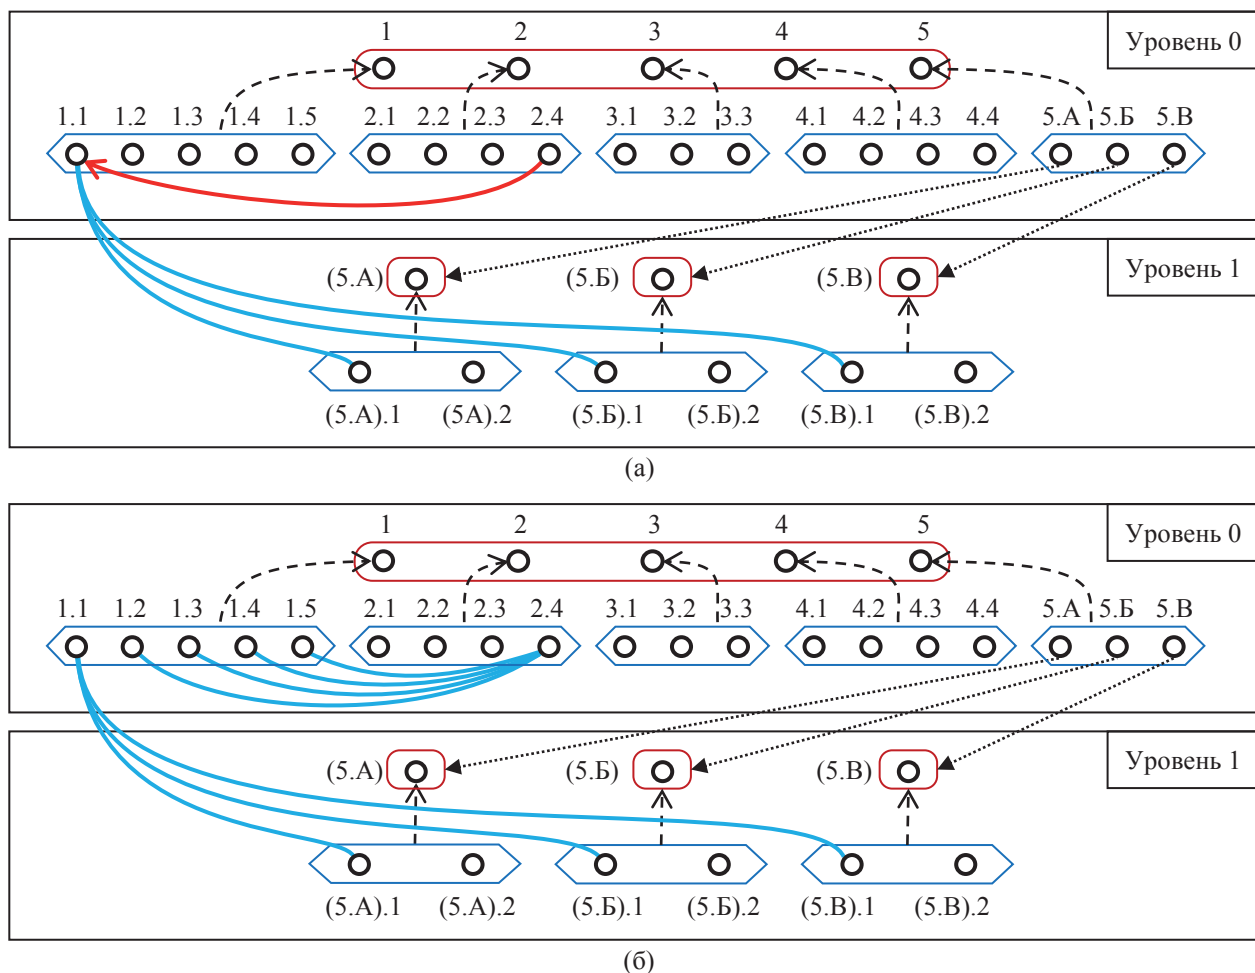 1 2 3 4 5 Уровень 0
1.1 1.2 1.3 1.4 1.5 2.1 2.2 2.3 2.4 3.1 3.2 3.3 4.1 4.2 4.3 4.4 5.А 5.Б 5.В
(5.А) (5.Б) (5.В) Уровень 1
(5.А).1 (5А).2 (5.Б).1 (5.Б).2 (5.В).1 (5.В).2
(а)
1 2 3 4 5 Уровень 0
1.1 1.2 1.3 1.4 1.5 2.1 2.2 2.3 2.4 3.1 3.2 3.3 4.1 4.2 4.3 4.4 5.А 5.Б 5.В
(5.А) (5.Б) (5.В) Уровень 1
(5.А).1 (5.А).2 (5.Б).1 (5.Б).2 (5.В).1 (5.В).2
(б)